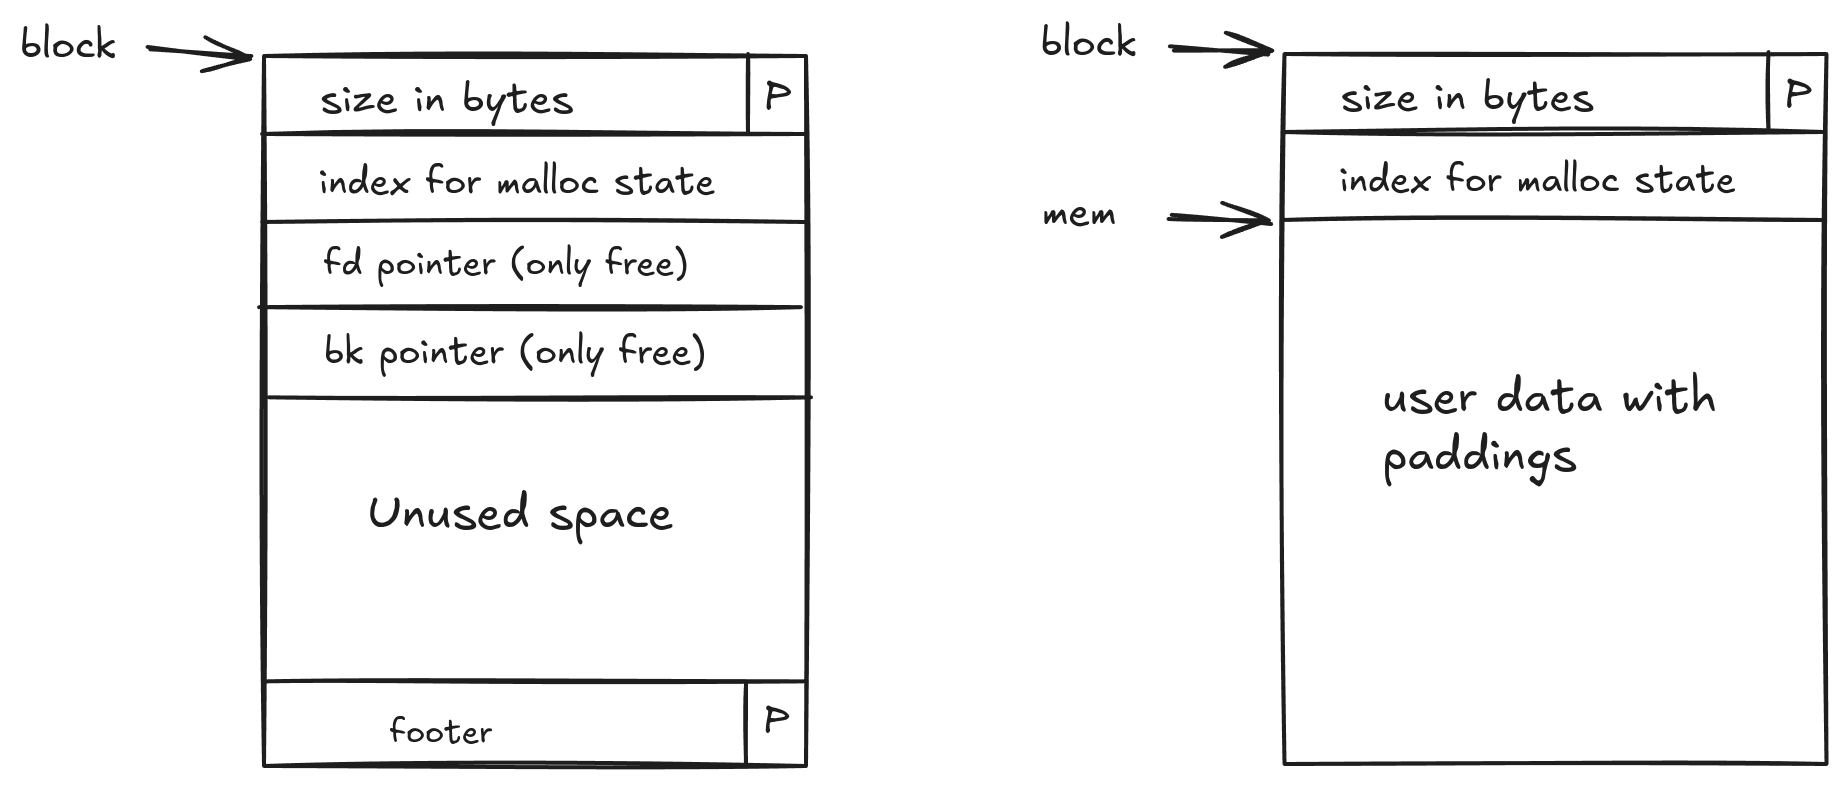 block
size in bytes P
index for malloc state
fd pointer (only free)
bk pointer (only free)
Unused space
footer P
block
size in bytes P
index for malloc state
mem
user data with
paddings